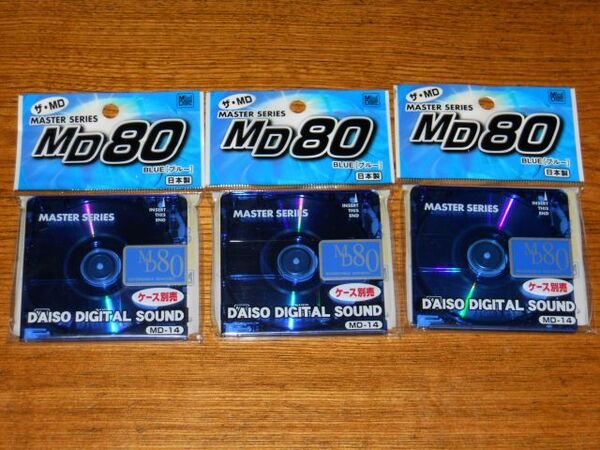 ザ・MD
MASTER SERIES
MD80
BLUE[ブルー]
日本製
MASTER SERIES
INSERT
THIS
END
MD80
ケース別売
DAISO DIGITAL SOUND
MD-14
ザ・MD
MASTER SERIES
MD80
BLUE[ブルー]
日本製
MASTER SERIES
INSERT
THIS
END
MD80
ケース別売
DAISO DIGITAL SOUND
MD-14
ザ・MD
MASTER SERIES
MD80
BLUE[ブルー]
日本製
MASTER SERIES
INSERT
THIS
END
MD80
ケース別売
DAISO DIGITAL SOUND
MD-14